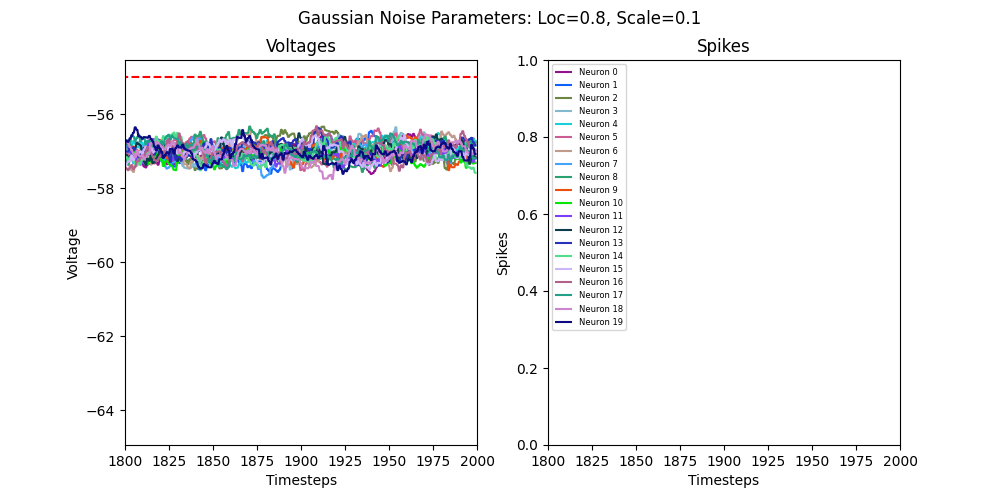 Gaussian Noise Parameters: Loc=0.8, Scale=0.1
Voltages
Voltage
−56
−58
−60
−62
−64
1800 1825 1850 1875 1900 1925 1950 1975 2000
Timesteps
Spikes
Spikes
1.0
0.8
0.6
0.4
0.2
0.0
Neuron 0
Neuron 1
Neuron 2
Neuron 3
Neuron 4
Neuron 5
Neuron 6
Neuron 7
Neuron 8
Neuron 9
Neuron 10
Neuron 11
Neuron 12
Neuron 13
Neuron 14
Neuron 15
Neuron 16
Neuron 17
Neuron 18
Neuron 19
1800 1825 1850 1875 1900 1925 1950 1975 2000
Timesteps